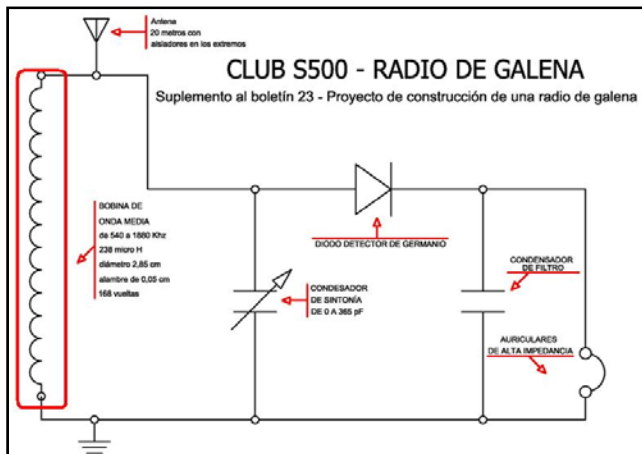 Antena
20 metros con
aisladores en los extremos
CLUB S500 - RADIO DE GALENA
Suplemento al boletín 23 - Proyecto de construcción de una radio de galena
BOBINA DE
ONDA MEDIA
de 540 a 1880 Khz
238 micro H
diámetro 2,85 cm
alambre de 0,05 cm
168 vueltas
DIODO DETECTOR DE GERMANIO
CONDESADOR
DE SINTONÍA
DE 0 A 365 pF
CONDENSADOR
DE FILTRO
AURICULARES
DE ALTA IMPEDANCIA